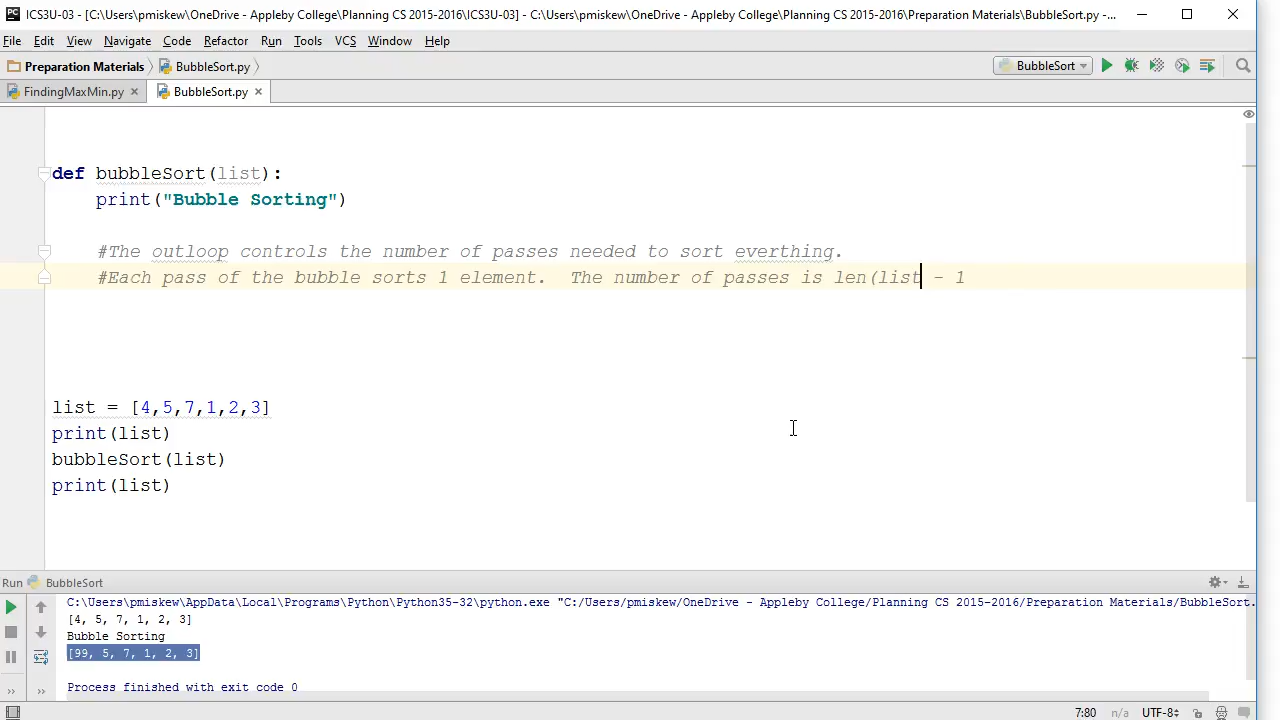 ICS3U-03 - [C:\Users\pmiskew\OneDrive - Appleby College\Planning CS 2015-2016\ICS3U-03] - C:\Users\pmiskew\OneDrive - Appleby College\Planning CS 2015-2016\Preparation Materials\BubbleSort.py -...
File Edit View Navigate Code Refactor Run Tools VCS Window Help
Preparation Materials BubbleSort.py BubbleSort
FindingMaxMin.py BubbleSort.py
def bubbleSort(list):
print("Bubble Sorting")
#The outloop controls the number of passes needed to sort everthing.
#Each pass of the bubble sorts 1 element.  The number of passes is len(list - 1
list = [4,5,7,1,2,3]
print(list)
bubbleSort(list)
print(list)
Run BubbleSort
C:\Users\pmiskew\AppData\Local\Programs\Python\Python35-32\python.exe "C:/Users/pmiskew/OneDrive - Appleby College/Planning CS 2015-2016/Preparation Materials/BubbleSort.
[4, 5, 7, 1, 2, 3]
Bubble Sorting
[99, 5, 7, 1, 2, 3]
Process finished with exit code 0
7:80 n/a UTF-8